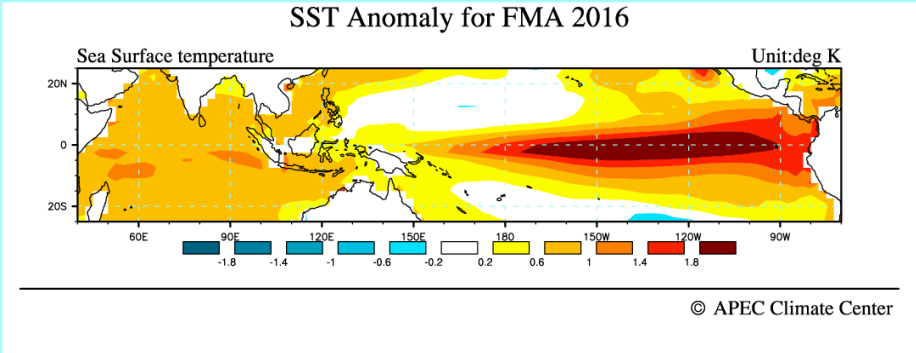 SST Anomaly for FMA 2016
Sea Surface temperature Unit:deg K
20N
0
20S
60E 90E 120E 150E 180 150W 120W 90W
-1.8 -1.4 -1 -0.6 -0.2 0.2 0.6 1 1.4 1.8
© APEC Climate Center